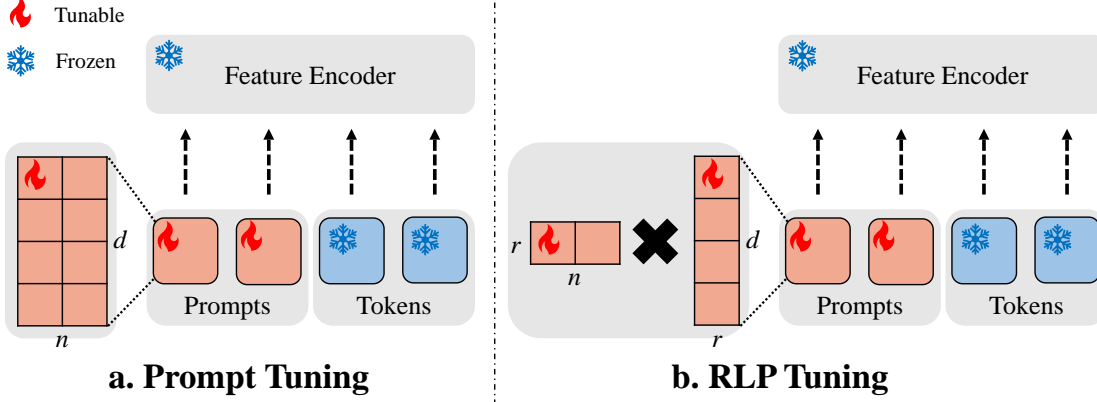 Tunable
Frozen
Feature Encoder
d
n
Prompts
Tokens
a. Prompt Tuning
Feature Encoder
r
n
d
r
Prompts
Tokens
b. RLP Tuning